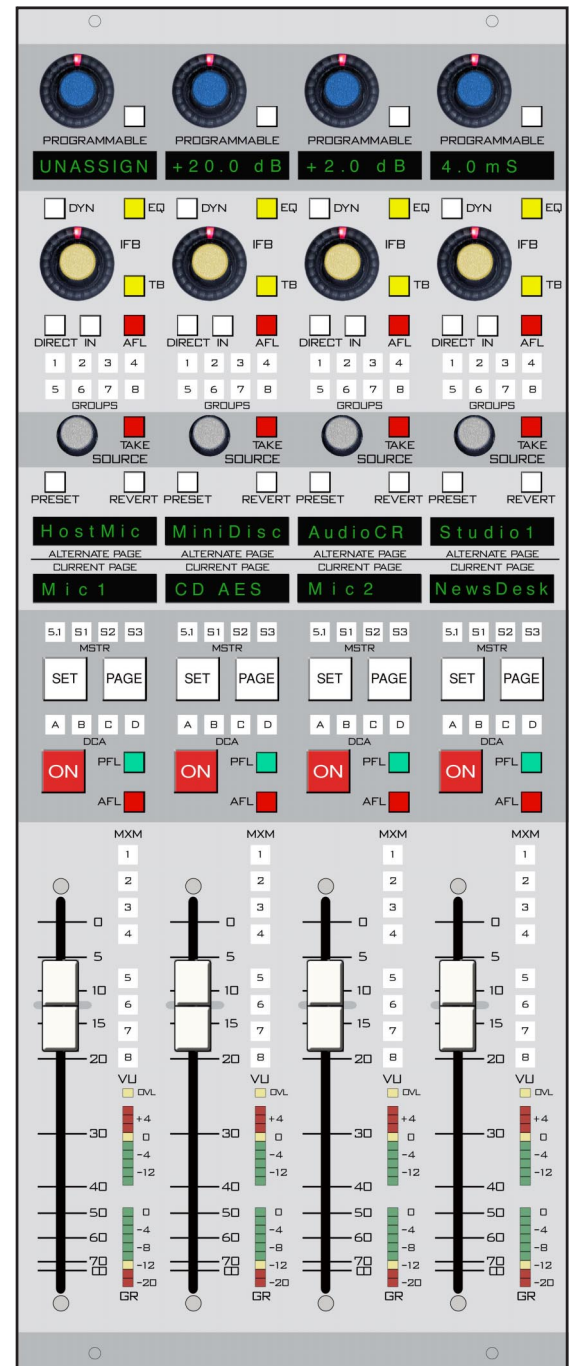 PROGRAMMABLE PROGRAMMABLE PROGRAMMABLE PROGRAMMABLE
UNASSIGN +20.0 dB +2.0 dB 4.0 mS
DYN EQ DYN EQ DYN EQ DYN EQ
IFB IFB IFB IFB
TB TB TB TB
DIRECT IN AFL DIRECT IN AFL DIRECT IN AFL DIRECT IN AFL
1 2 3 4 1 2 3 4 1 2 3 4 1 2 3 4
5 6 7 8 5 6 7 8 5 6 7 8 5 6 7 8
GROUPS GROUPS GROUPS GROUPS
TAKE TAKE TAKE TAKE
SOURCE SOURCE SOURCE SOURCE
PRESET REVERT PRESET REVERT PRESET REVERT PRESET REVERT
HostMic MiniDisc AudioCR Studio1
ALTERNATE PAGE ALTERNATE PAGE ALTERNATE PAGE ALTERNATE PAGE
CURRENT PAGE CURRENT PAGE CURRENT PAGE CURRENT PAGE
Mic1 CD AES Mic2 NewsDesk
5.1 S1 S2 S3 5.1 S1 S2 S3 5.1 S1 S2 S3 5.1 S1 S2 S3
MSTR MSTR MSTR MSTR
SET PAGE SET PAGE SET PAGE SET PAGE
A B C D A B C D A B C D A B C D
DCA DCA DCA DCA
ON PFL ON PFL ON PFL ON PFL
AFL AFL AFL AFL
MXM MXM MXM MXM
1 1 1 1
2 2 2 2
3 3 3 3
0 4 0 4 0 4 0 4
5 5 5 5
10 5 10 5 10 5 10 5
6 6 6 6
15 7 15 7 15 7 15 7
20 8 20 8 20 8 20 8
VU VU VU VU
OVL OVL OVL OVL
+4 +4 +4 +4
30 0 30 0 30 0 30 0
-4 -4 -4 -4
-12 -12 -12 -12
40 40 40 40
50 0 50 0 50 0 50 0
-4 -4 -4 -4
60 -8 60 -8 60 -8 60 -8
70 -12 70 -12 70 -12 70 -12
∞ -20 ∞ -20 ∞ -20 ∞ -20
GR GR GR GR